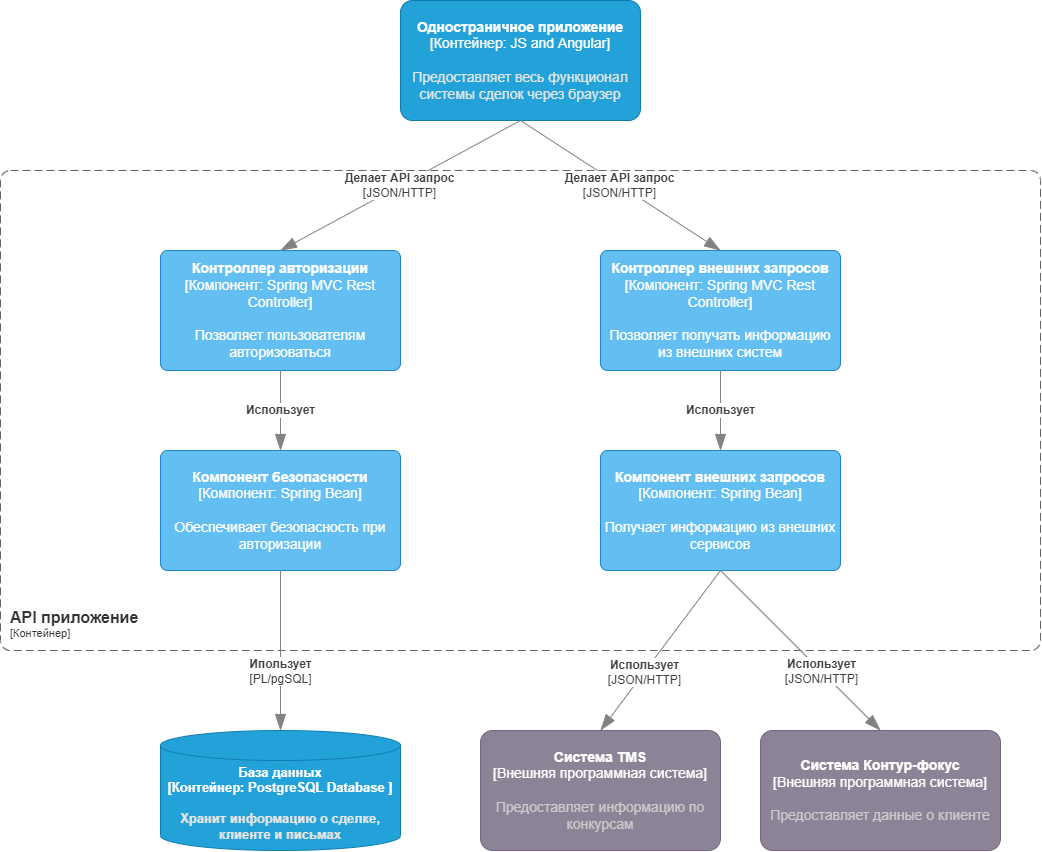 Одностраничное приложение
[Контейнер: JS and Angular]
Предоставляет весь функционал
системы сделок через браузер
Делает API запрос
[JSON/HTTP]
Делает API запрос
[JSON/HTTP]
Контроллер авторизации
[Компонент: Spring MVC Rest
Controller]
Позволяет пользователям
авторизоваться
Контроллер внешних запросов
[Компонент: Spring MVC Rest
Controller]
Позволяет получать информацию
из внешних систем
Использует
Использует
Компонент безопасности
[Компонент: Spring Bean]
Обеспечивает безопасность при
авторизации
Компонент внешних запросов
[Компонент: Spring Bean]
Получает информацию из внешних
сервисов
API приложение
[Контейнер]
Ипользует
[PL/pgSQL]
Использует
[JSON/HTTP]
Использует
[JSON/HTTP]
База данных
[Контейнер: PostgreSQL Database ]
Хранит информацию о сделке,
клиенте и письмах
Система TMS
[Внешняя программная система]
Предоставляет информацию по
конкурсам
Система Контур-фокус
[Внешняя программная система]
Предоставляет данные о клиенте